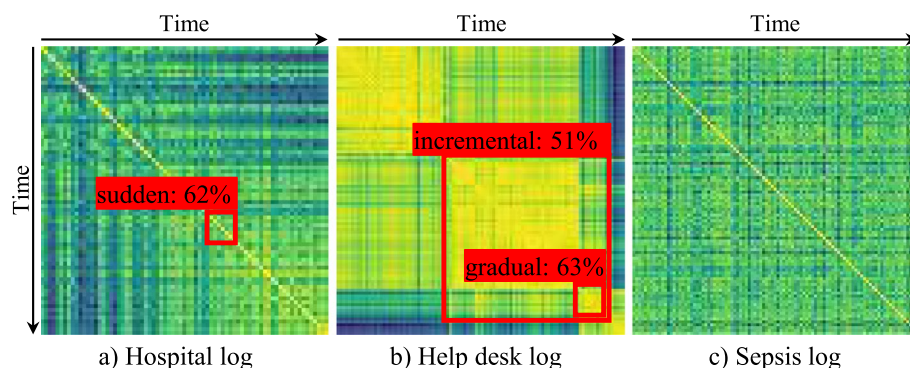 Time
Time
Time
Time
sudden: 62%
incremental: 51%
gradual: 63%
a) Hospital log
b) Help desk log
c) Sepsis log